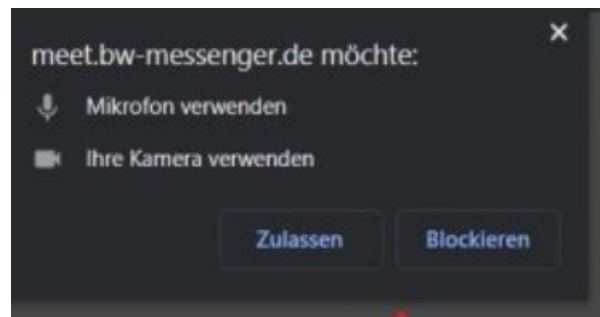 meet.bw-messenger.de möchte:
Mikrofon verwenden
Ihre Kamera verwenden
Zulassen Blockieren